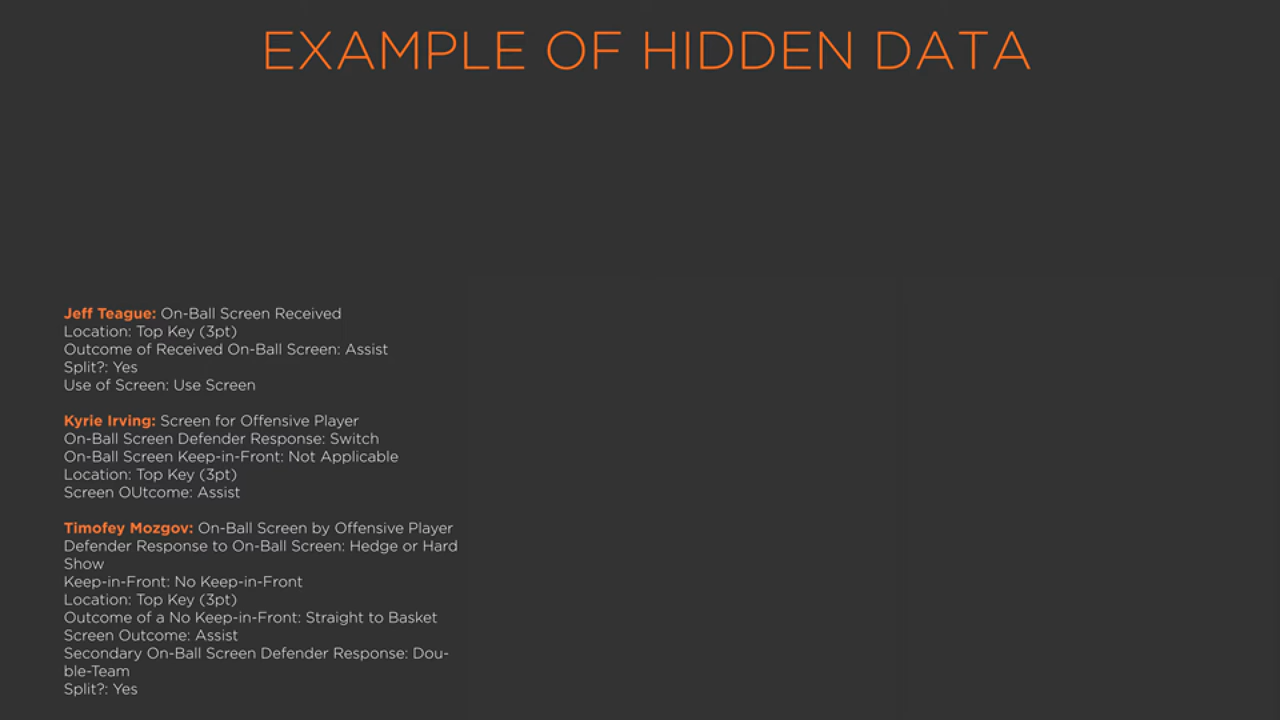 EXAMPLE OF HIDDEN DATA
Jeff Teague: On-Ball Screen Received
Location: Top Key (3pt)
Outcome of Received On-Ball Screen: Assist
Split?: Yes
Use of Screen: Use Screen
Kyrie Irving: Screen for Offensive Player
On-Ball Screen Defender Response: Switch
On-Ball Screen Keep-in-Front: Not Applicable
Location: Top Key (3pt)
Screen OUtcome: Assist
Timofey Mozgov: On-Ball Screen by Offensive Player
Defender Response to On-Ball Screen: Hedge or Hard
Show
Keep-in-Front: No Keep-in-Front
Location: Top Key (3pt)
Outcome of a No Keep-in-Front: Straight to Basket
Screen Outcome: Assist
Secondary On-Ball Screen Defender Response: Dou-
ble-Team
Split?: Yes